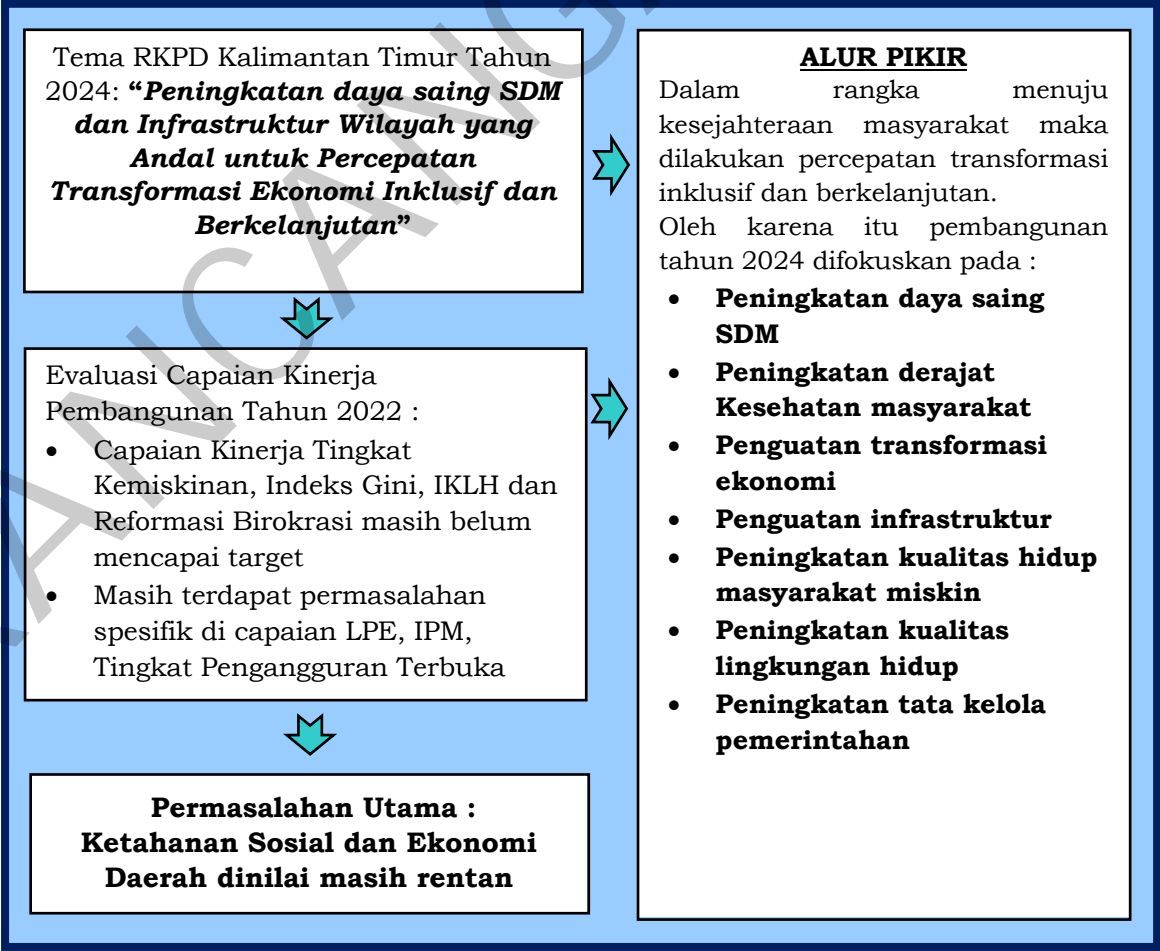 Tema RKPD Kalimantan Timur Tahun
2024: “Peningkatan daya saing SDM
dan Infrastruktur Wilayah yang
Andal untuk Percepatan
Transformasi Ekonomi Inklusif dan
Berkelanjutan”
Evaluasi Capaian Kinerja
Pembangunan Tahun 2022 :
• Capaian Kinerja Tingkat
Kemiskinan, Indeks Gini, IKLH dan
Reformasi Birokrasi masih belum
mencapai target
• Masih terdapat permasalahan
spesifik di capaian LPE, IPM,
Tingkat Pengangguran Terbuka
Permasalahan Utama :
Ketahanan Sosial dan Ekonomi
Daerah dinilai masih rentan
ALUR PIKIR
Dalam rangka menuju
kesejahteraan masyarakat maka
dilakukan percepatan transformasi
inklusif dan berkelanjutan.
Oleh karena itu pembangunan
tahun 2024 difokuskan pada :
• Peningkatan daya saing
SDM
• Peningkatan derajat
Kesehatan masyarakat
• Penguatan transformasi
ekonomi
• Penguatan infrastruktur
• Peningkatan kualitas hidup
masyarakat miskin
• Peningkatan kualitas
lingkungan hidup
• Peningkatan tata kelola
pemerintahan